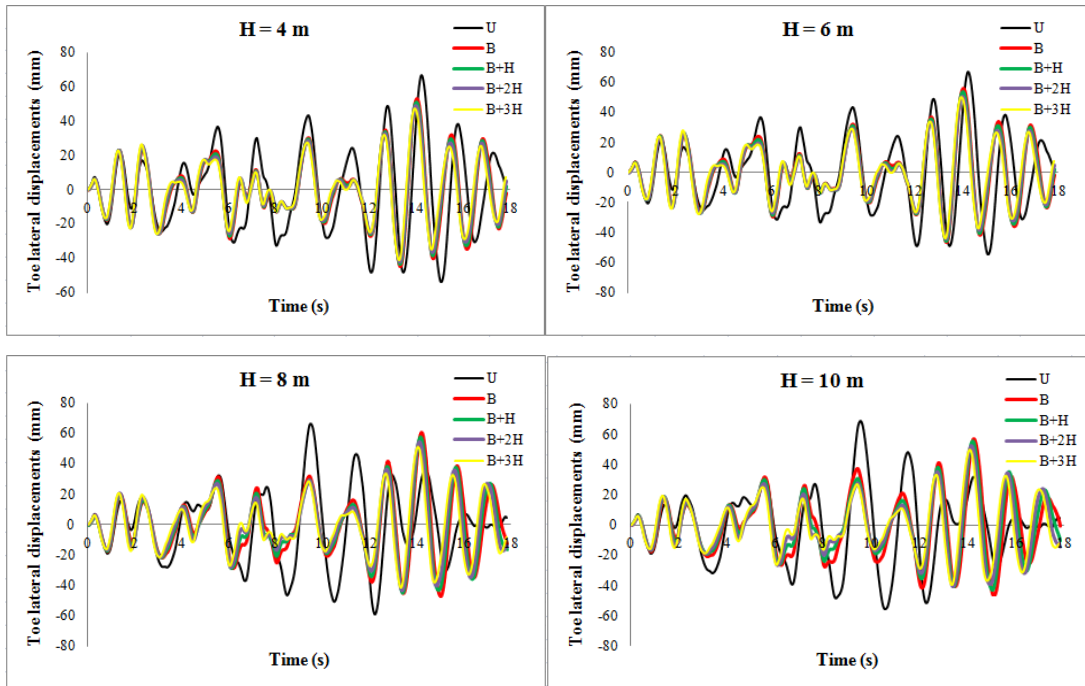 H = 4 m
U
B
B+H
B+2H
B+3H
Toe lateral displacements (mm)
80
60
40
20
0
-20
-40
-60
0 2 4 6 8 10 12 14 16 18
Time (s)
H = 6 m
U
B
B+H
B+2H
B+3H
Toe lateral displacements (mm)
80
60
40
20
0
-20
-40
-60
-80
0 2 4 6 8 10 12 14 16 18
Time (s)
H = 8 m
U
B
B+H
B+2H
B+3H
Toe lateral displacements (mm)
80
60
40
20
0
-20
-40
-60
-80
0 2 4 6 8 10 12 14 16 18
Time (s)
H = 10 m
U
B
B+H
B+2H
B+3H
Toe lateral displacements (mm)
80
60
40
20
0
-20
-40
-60
-80
0 2 4 6 8 10 12 14 16 18
Time (s)